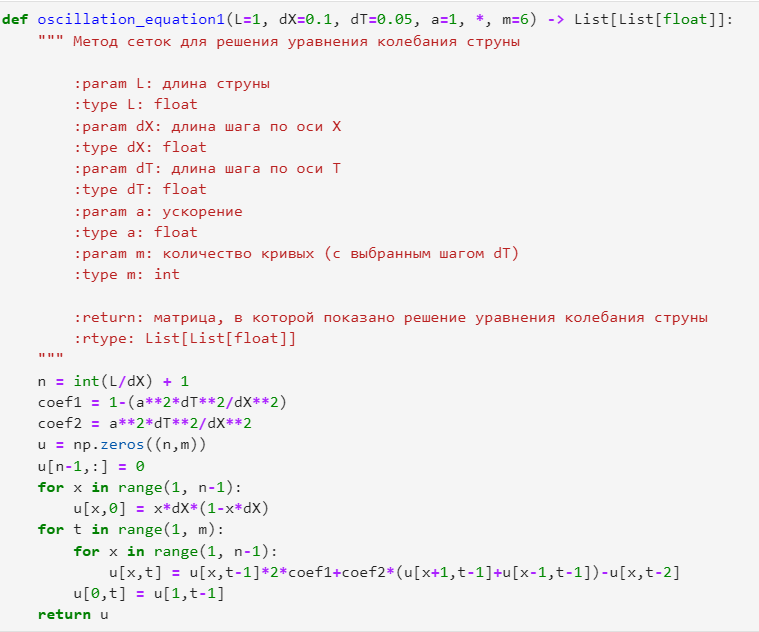 def oscillation_equation1(L=1, dX=0.1, dT=0.05, a=1, *, m=6) -> List[List[float]]:
    """ Метод сеток для решения уравнения колебания струны

        :param L: длина струны
        :type L: float
        :param dX: длина шага по оси X
        :type dX: float
        :param dT: длина шага по оси T
        :type dT: float
        :param a: ускорение
        :type a: float
        :param m: количество кривых (с выбранным шагом dT)
        :type m: int

        :return: матрица, в которой показано решение уравнения колебания струны
        :rtype: List[List[float]]
    """
    n = int(L/dX) + 1
    coef1 = 1-(a**2*dT**2/dX**2)
    coef2 = a**2*dT**2/dX**2
    u = np.zeros((n,m))
    u[n-1,:] = 0
    for x in range(1, n-1):
        u[x,0] = x*dX*(1-x*dX)
    for t in range(1, m):
        for x in range(1, n-1):
            u[x,t] = u[x,t-1]*2*coef1+coef2*(u[x+1,t-1]+u[x-1,t-1])-u[x,t-2]
        u[0,t] = u[1,t-1]
    return u